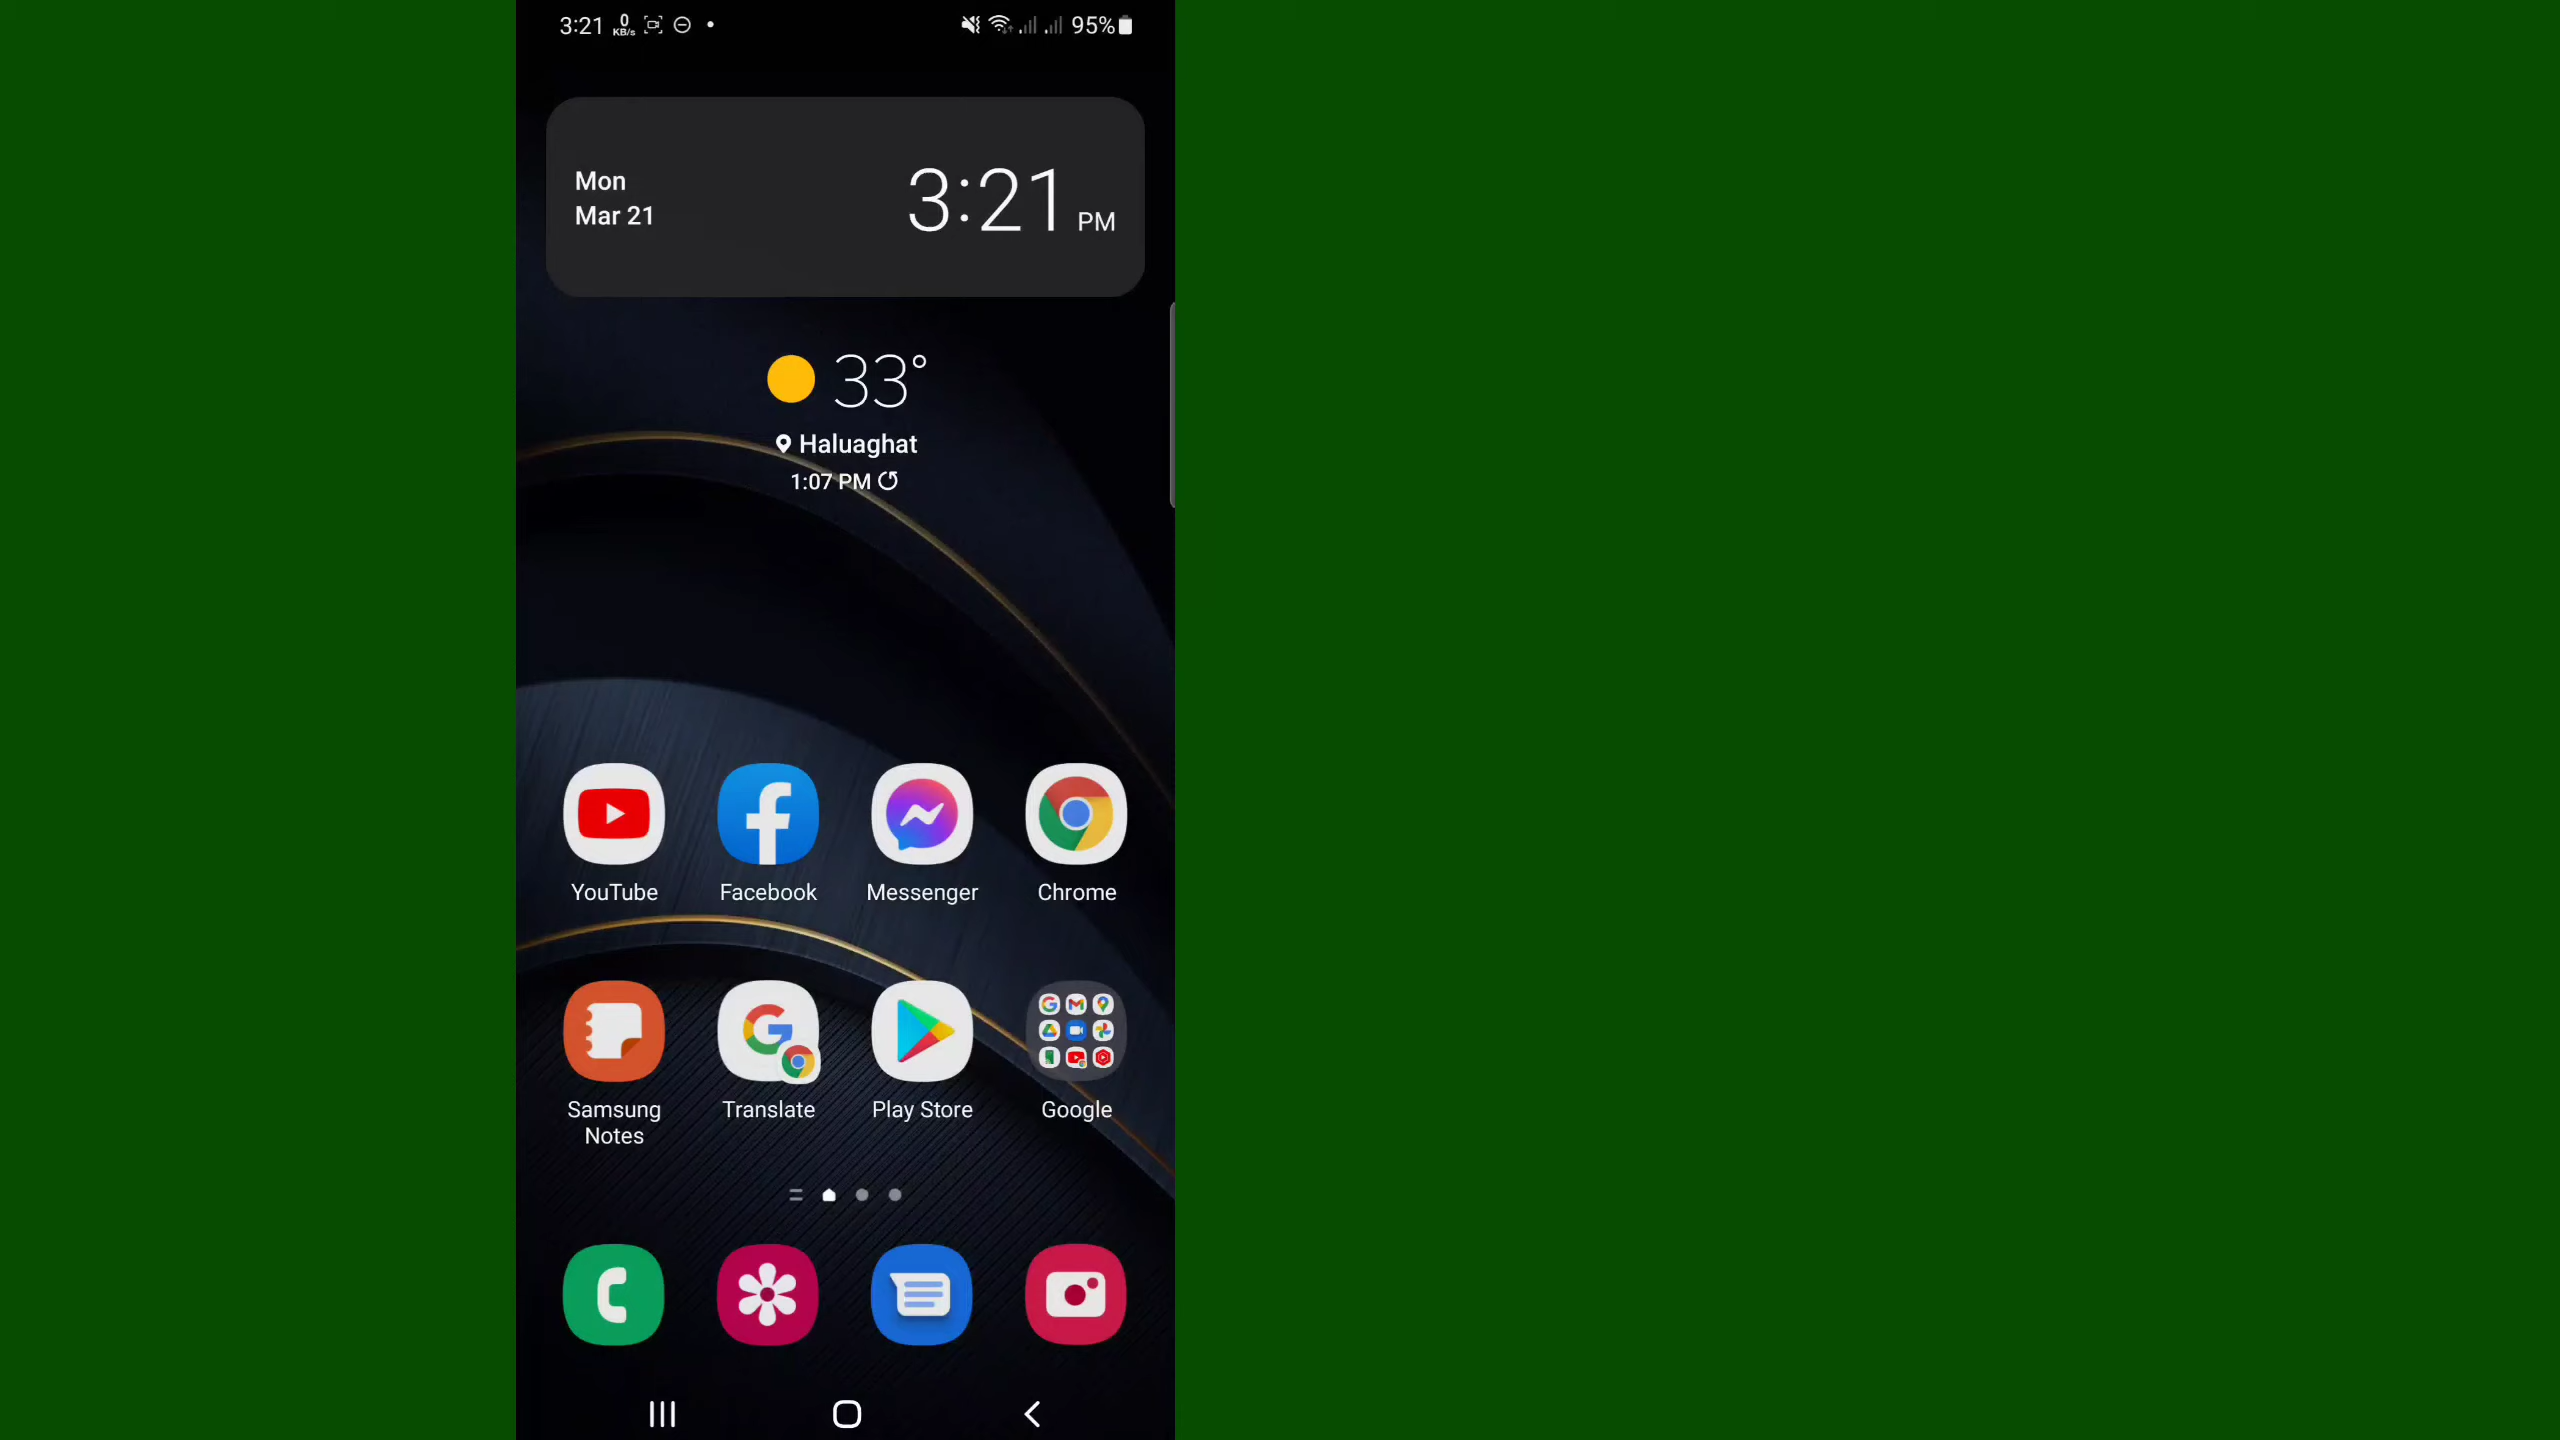 3:21 0 KB/s 95%
Mon
Mar 21
3:21 PM
33°
Haluaghat
1:07 PM
YouTube Facebook Messenger Chrome
Samsung Notes Translate Play Store Google